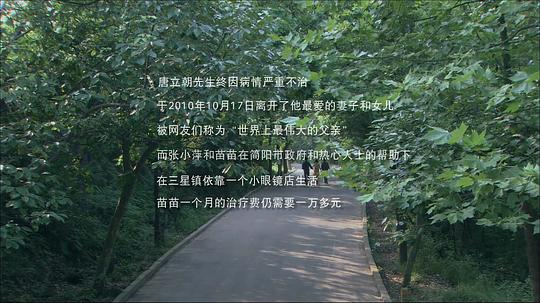 唐立朝先生终因病情严重不治
于2010年10月17日离开了他最爱的妻子和女儿
被网友们称为“世界上最伟大的父亲”
而张小萍和苗苗在简阳市政府和热心人士的帮助下
在三星镇依靠一个小眼镜店生活
苗苗一个月的治疗费仍需要一万多元